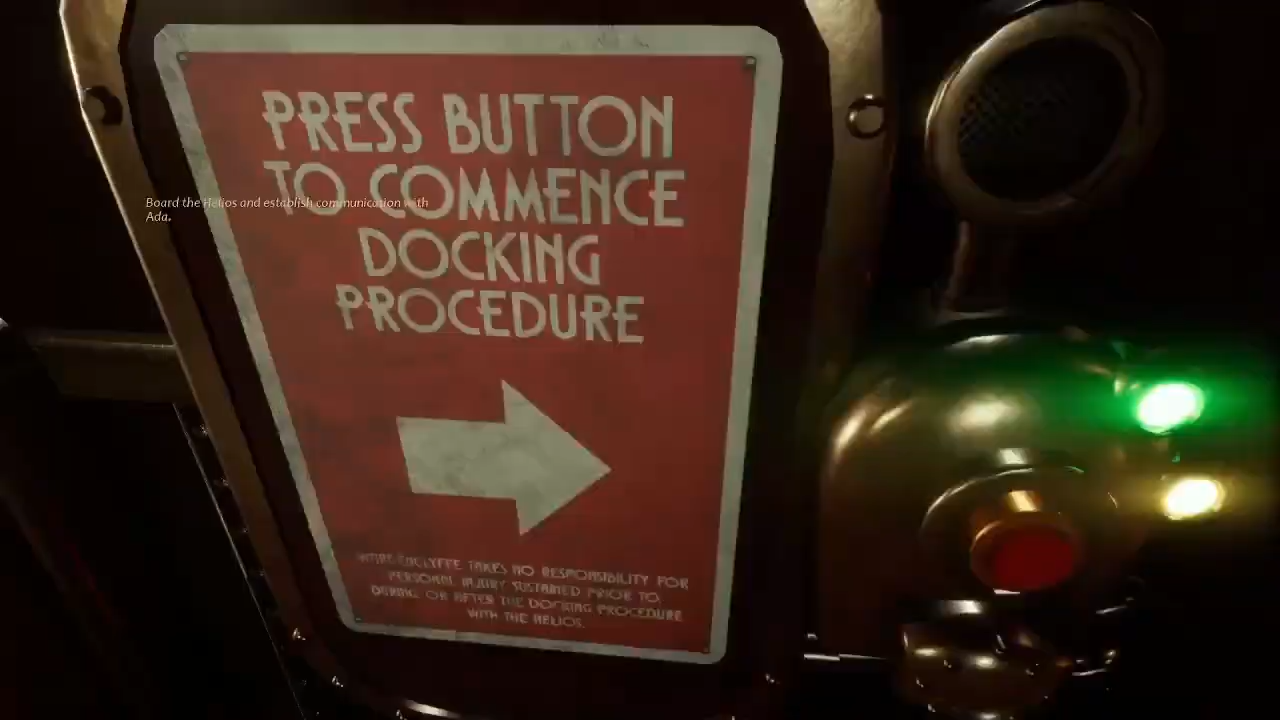 PRESS BUTTON
TO COMMENCE
Board the Helios and establish communication with
Ada.
DOCKING
PROCEDURE
TAKES NO RESPONSIBILITY FOR
PERSONAL INJURY SUSTAINED PRIOR TO,
DURING OR AFTER THE DOCKING PROCEDURE
WITH THE HELIOS.